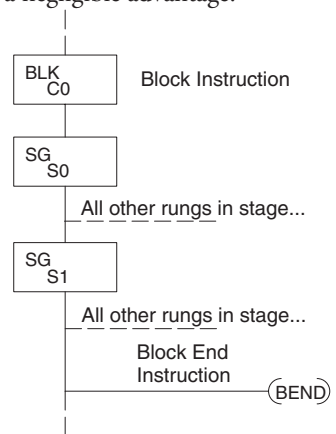 a negligible advantage.
BLK
C0
Block Instruction
SG
S0
All other rungs in stage...
SG
S1
All other rungs in stage...
Block End
Instruction
(BEND)